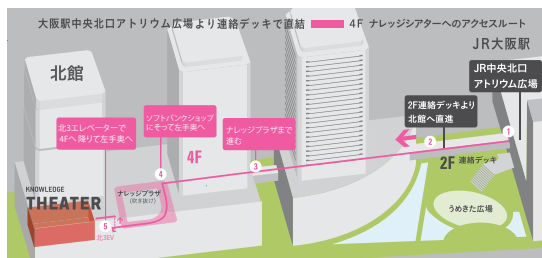 大阪駅中央北口アトリウム広場より連絡デッキで直結 4F ナレッジシアターへのアクセスルート
JR大阪駅
北館
JR中央北口
アトリウム広場
2F連絡デッキより
北館へ直進
1
2
2F 連絡デッキ
うめきた広場
ナレッジプラザまで
進む
3
ソフトバンクショップ
にそって左手奥へ
4
4F
北3エレベーターで
4Fへ降りて左手奥へ
ナレッジプラザ
(吹き抜け)
KNOWLEDGE
THEATER
5
北3EV